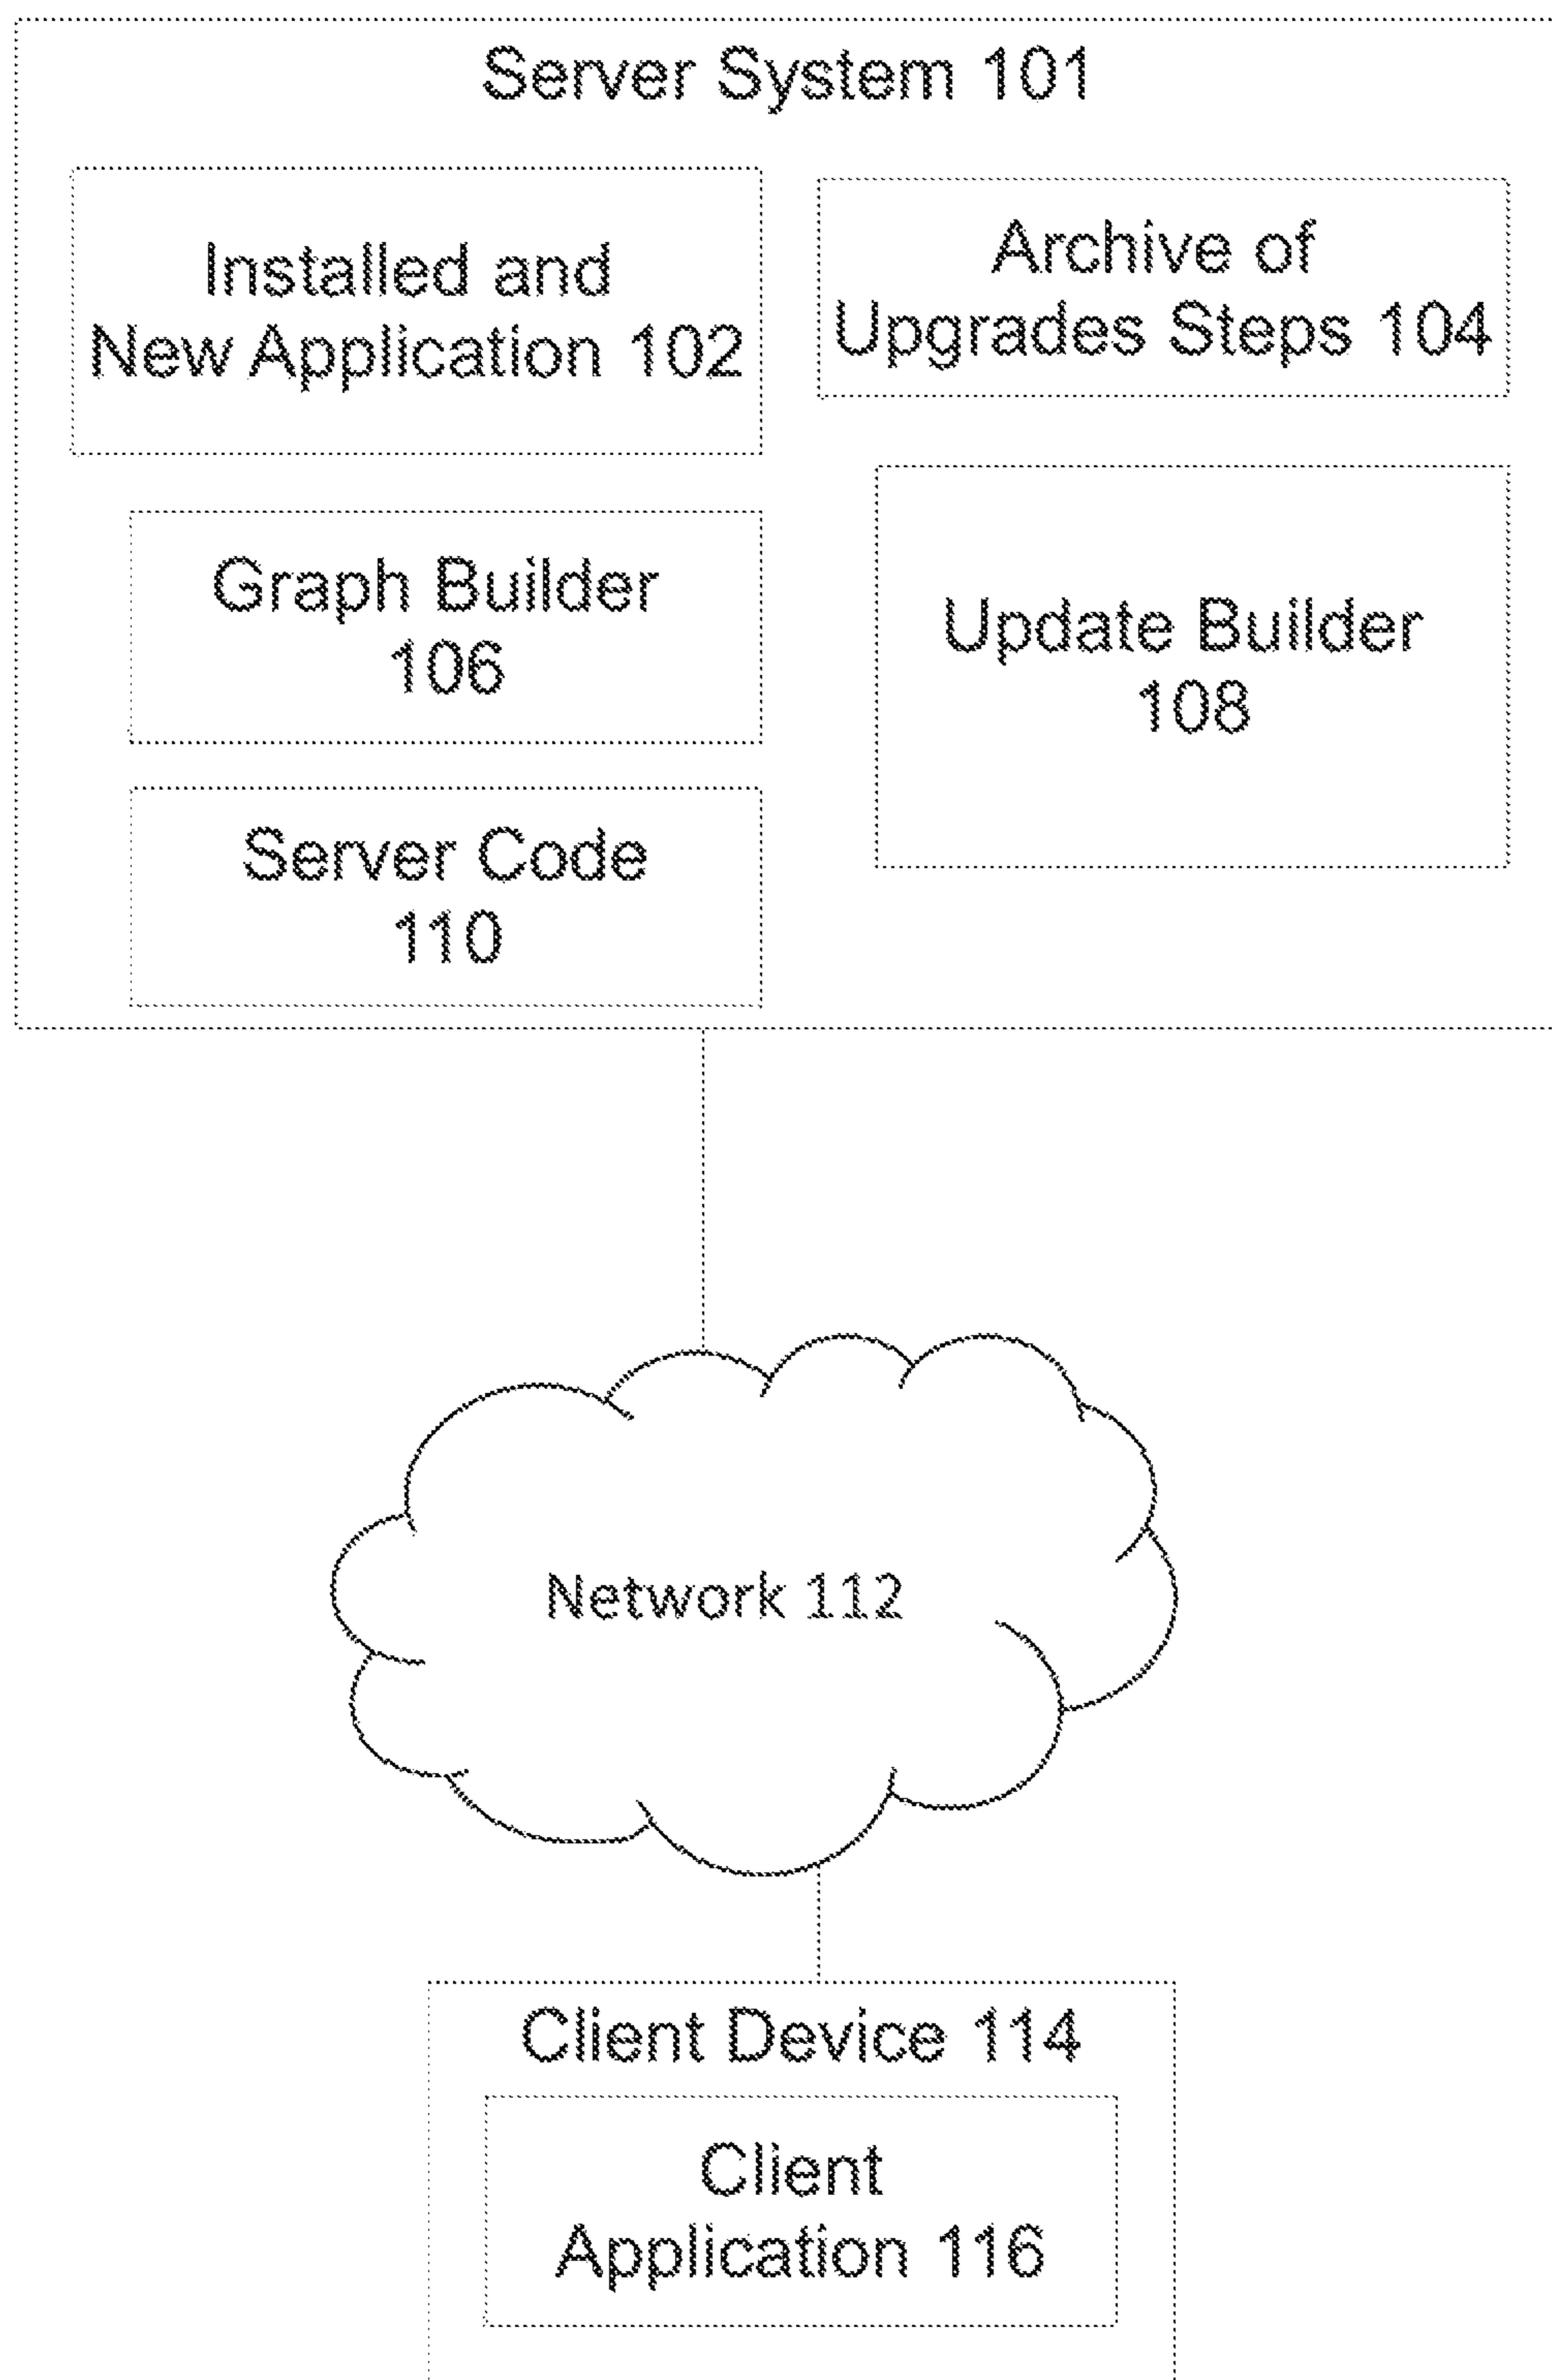 Server System 101
Installed and
New Application 102
Archive of
Upgrades Steps 104
Graph Builder
106
Update Builder
108
Server Code
110
Network 112
Client Device 114
Client
Application 116